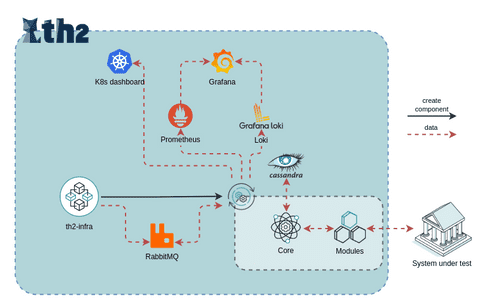 th2
K8s dashboard
Grafana
create
component
data
Prometheus
Grafana loki
Loki
cassandra
th2-infra
RabbitMQ
Core
Modules
System under test